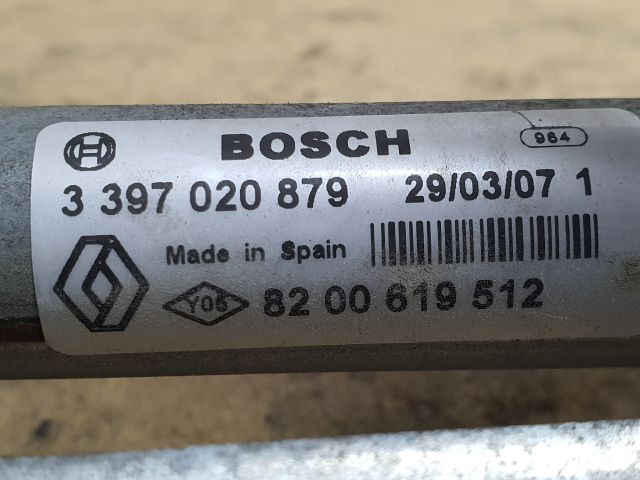 BOSCH 964
3 397 020 879 29/03/07 1
Made in Spain
Y05 82 00 619 512